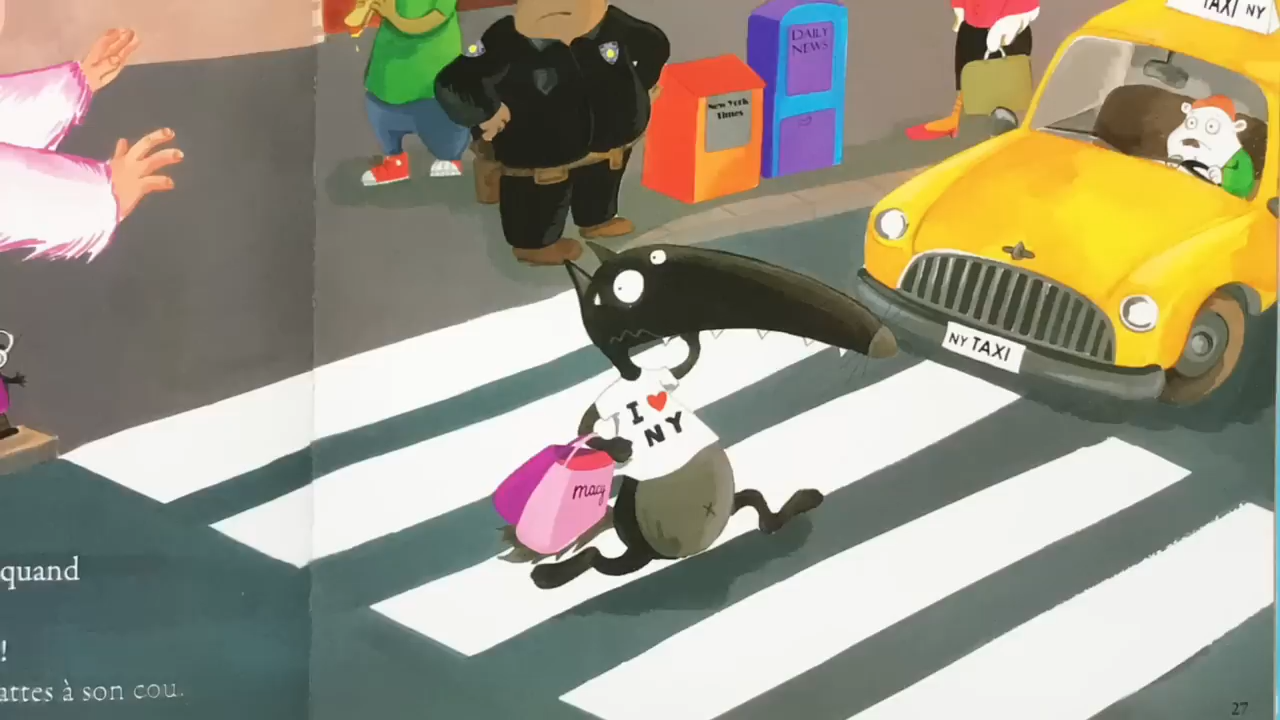 TAXI NY
DAILY
NEWS
New York
Times
NY TAXI
I ❤
NY
macy
quand
!
attes à son cou.
27